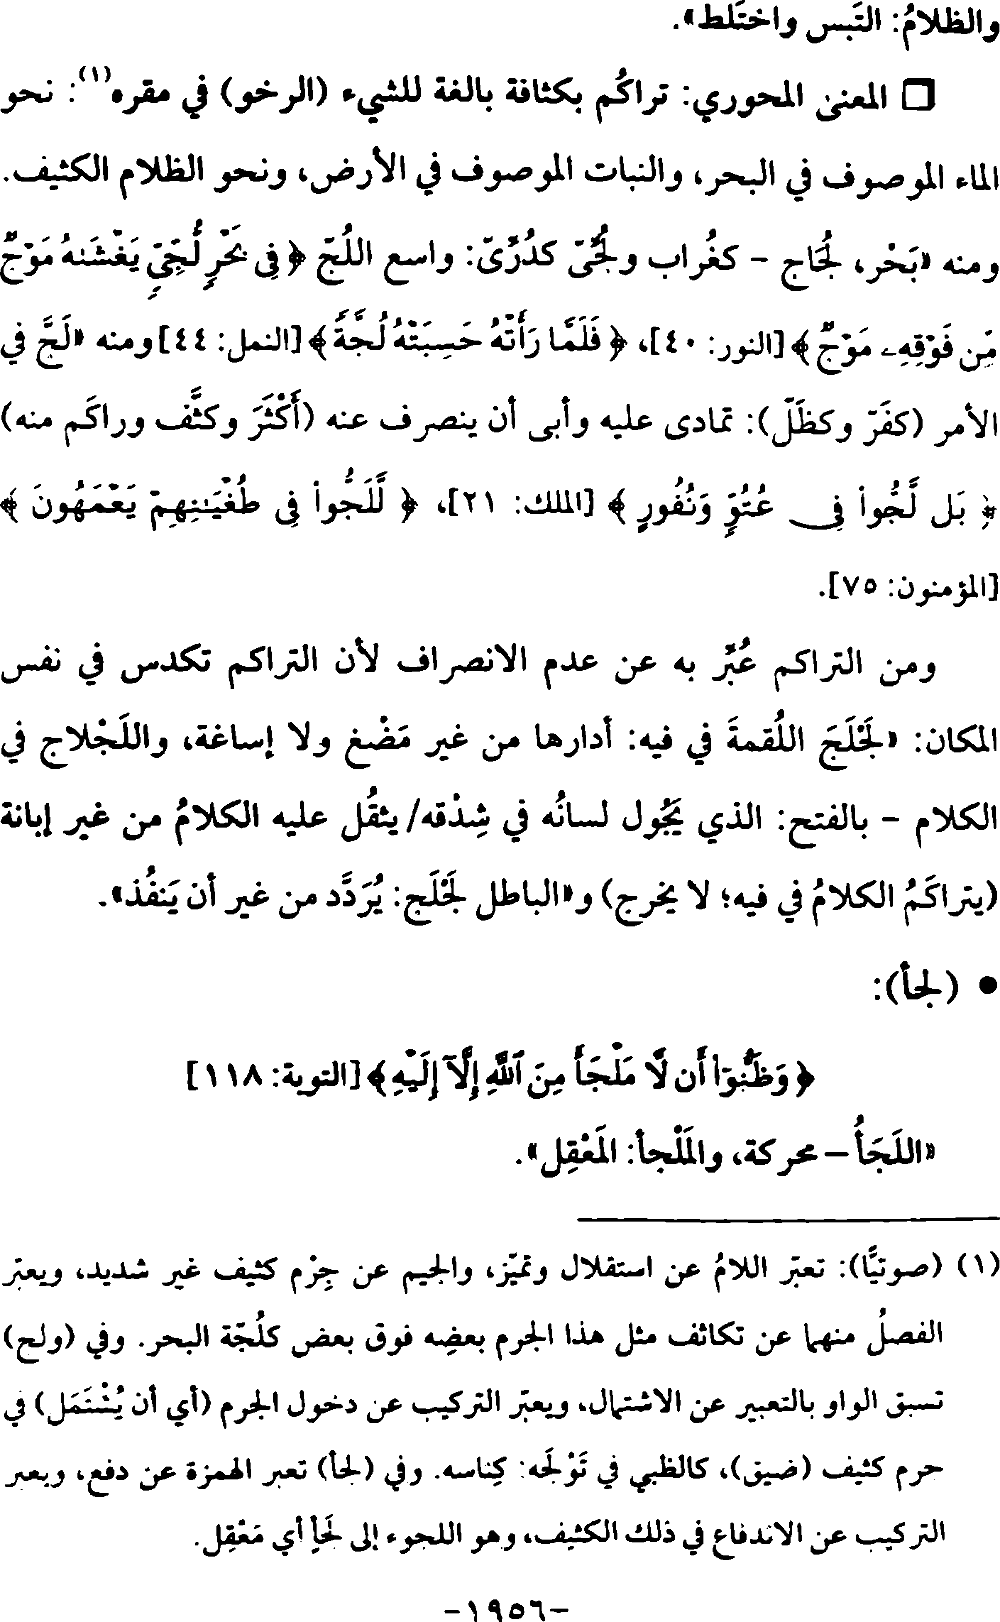 والظلامُ: التَبس واختَلط».
❒ المعنى المحوري: تراكُم بكثافة بالغة للشيء (الرخو) في مقره(١): نحو
الماء الموصوف في البحر، والنبات الموصوف في الأرض، ونحو الظلام الكثيف.
ومنه «بَحْر، لُجَاج - كغُراب ولُجِّىّ كدُرِّىّ: واسع اللُجّ ﴿فِي بَحْرٍ لُّجِّيٍّ يَغْشَىٰهُ مَوْجٌ
مِّن فَوْقِهِۦ مَوْجٌ﴾ [النور: ٤٠]، ﴿فَلَمَّا رَأَتْهُ حَسِبَتْهُ لُجَّةً﴾ [النمل: ٤٤] ومنه «لَجَّ في
الأمر (كفَرّ وكظَلّ): تمادى عليه وأبى أن ينصرف عنه (أَكْثَرَ وكثَّف وراكَم منه)
﴿بَل لَّجُّوا۟ فِي عُتُوٍّ وَنُفُورٍ﴾ [الملك: ٢١]، ﴿لَّلَجُّوا۟ فِي طُغْيَـٰنِهِمْ يَعْمَهُونَ﴾
[المؤمنون: ٧٥].
ومن التراكم عُبِّر به عن عدم الانصراف لأن التراكم تكدس في نفس
المكان: «لَجْلَجَ اللُقمةَ في فيه: أدارها من غير مَضْغ ولا إساغة، واللَجْلاج في
الكلام - بالفتح: الذي يَجُول لسانُه في شِدْقه/ يثقُل عليه الكلامُ من غير إبانة
(يتراكَمُ الكلامُ في فيه؛ لا يخرج) و«الباطل لَجْلَج: يُرَدَّد من غير أن يَنفُذ».
• (لجأ):
﴿وَظَنُّوٓا۟ أَن لَّا مَلْجَأَ مِنَ ٱللَّهِ إِلَّآ إِلَيْهِ﴾ [التوبة: ١١٨]
«اللَجَأُ – محركة، والمَلْجأ: المَعْقِل».
(١) (صوتيًّا): تعبّر اللامُ عن استقلال وتميّز، والجيم عن جِرْم كثيف غير شديد، ويعبّر
الفصلُ منهما عن تكاثف مثل هذا الجرم بعضِه فوق بعض كلُجّة البحر. وفي (ولج)
تسبق الواو بالتعبير عن الاشتمال، ويعبّر التركيب عن دخول الجرم (أي أن يُشْتَمَل) في
جرم كثيف (ضيق)، كالظبي في تَوْلَجه: كِناسه. وفي (لجأ) تعبر الهمزة عن دفع، ويعبر
التركيب عن الاندفاع في ذلك الكثيف، وهو اللجوء إلى لَجَأٍ أي مَعْقِل.
-١٩٥٦-